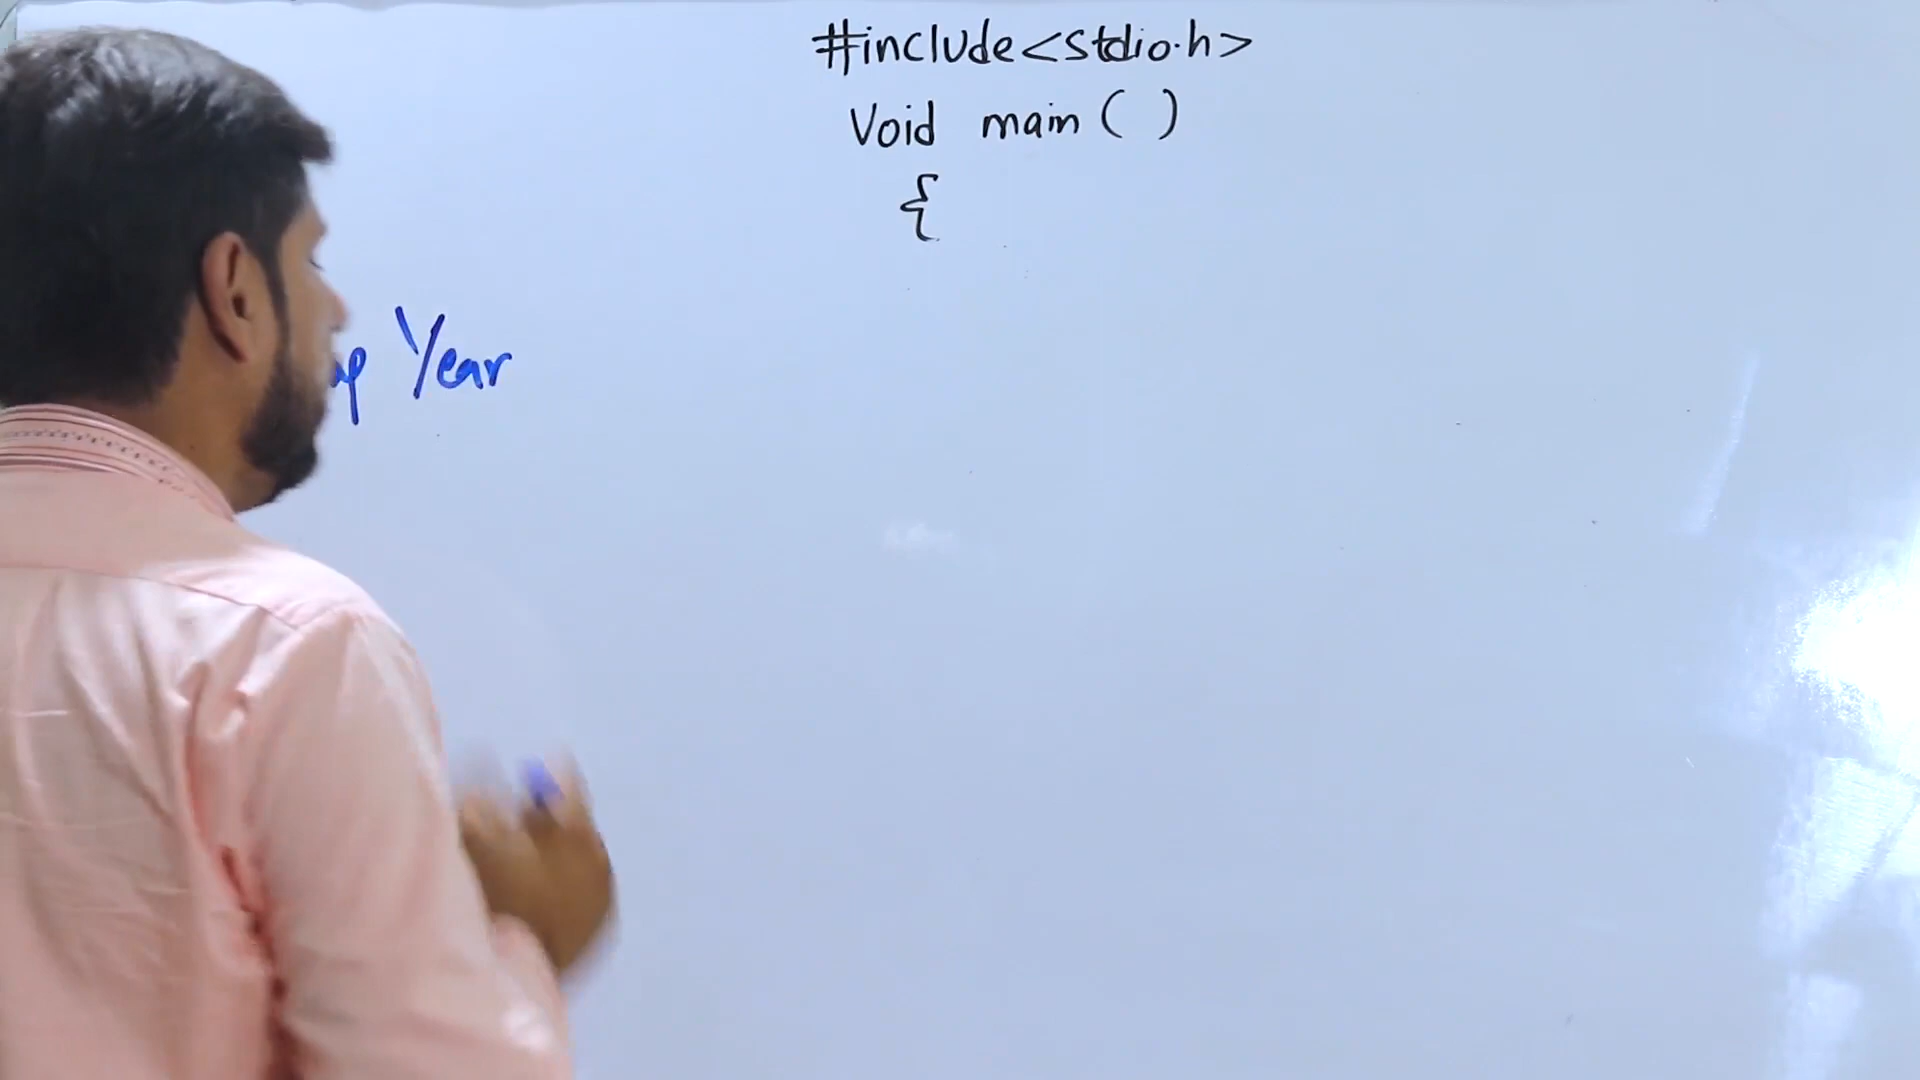 #include<stdio.h>
Void main ( )
{
Year